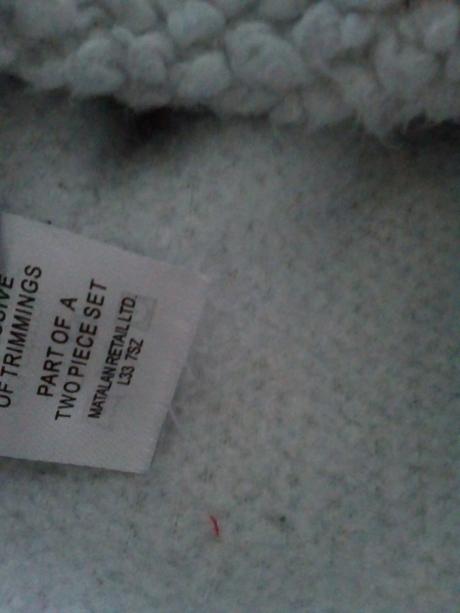 OF TRIMMINGS
PART OF A
TWO PIECE SET
MATALAN RETAIL LTD.
L33 7SZ